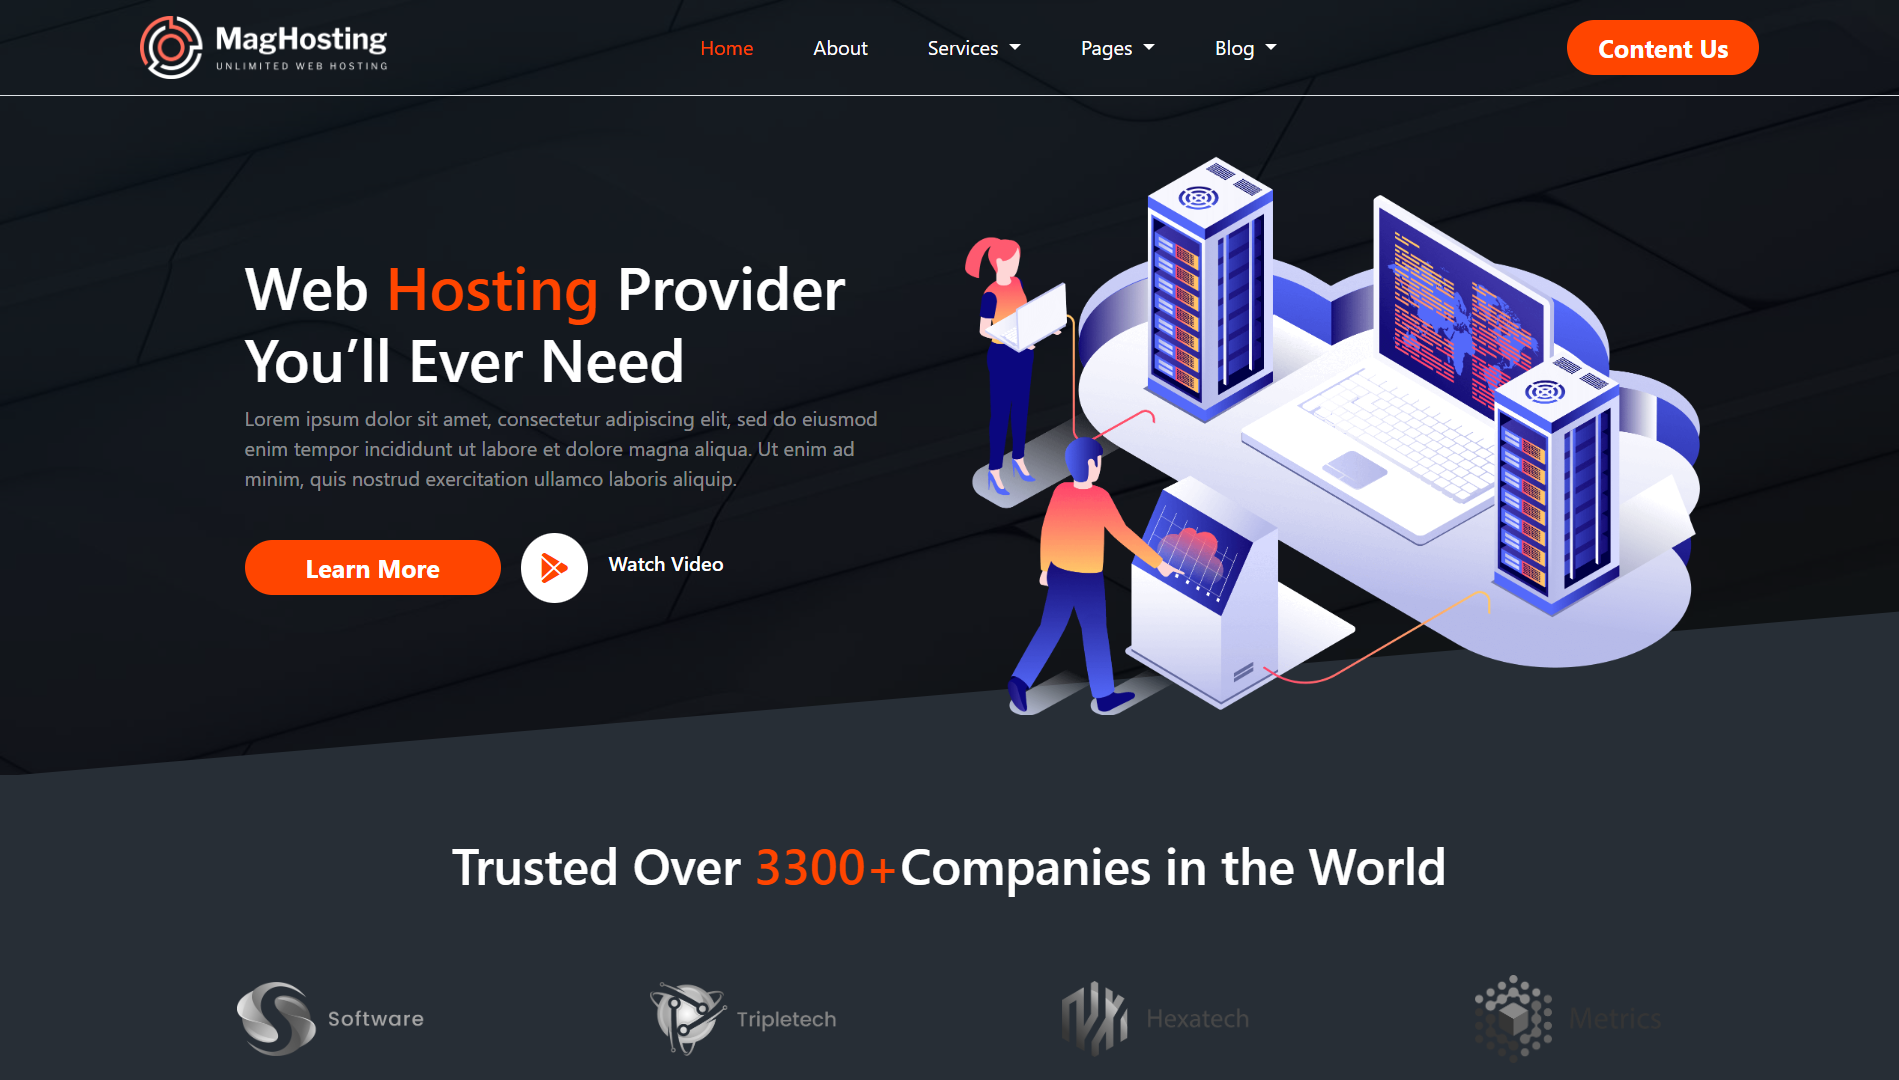 MagHosting
UNLIMITED WEB HOSTING
Home
About
Services
Pages
Blog
Content Us
Web Hosting Provider
You’ll Ever Need
Lorem ipsum dolor sit amet, consectetur adipiscing elit, sed do eiusmod
enim tempor incididunt ut labore et dolore magna aliqua. Ut enim ad
minim, quis nostrud exercitation ullamco laboris aliquip.
Learn More
Watch Video
Trusted Over 3300+Companies in the World
Software
Tripletech
Hexatech
Metrics